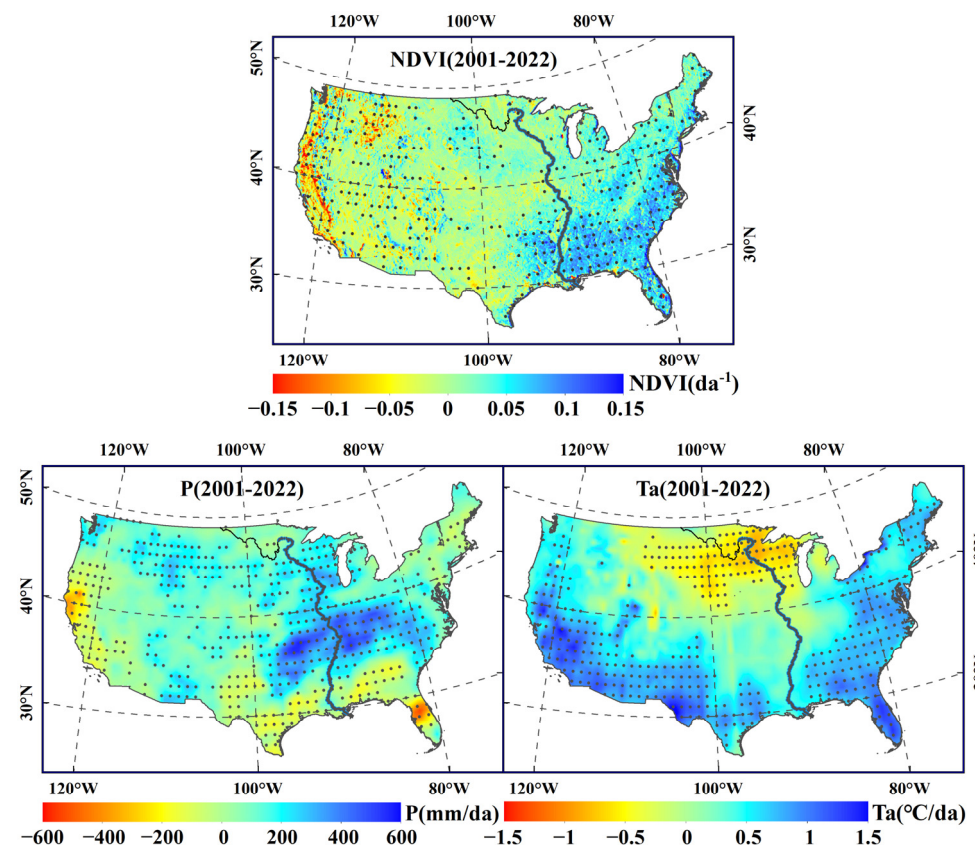 120°W 100°W 80°W
NDVI(2001-2022)
50°N
40°N
30°N
40°N
30°N
120°W 100°W 80°W
NDVI(da⁻¹)
−0.15 −0.1 −0.05 0 0.05 0.1 0.15
120°W 100°W 80°W 120°W 100°W 80°W
P(2001-2022) Ta(2001-2022)
50°N
40°N
30°N
50°N
40°N
30°N
120°W 100°W 80°W 120°W 100°W 80°W
P(mm/da) Ta(°C/da)
−600 −400 −200 0 200 400 600 −1.5 −1 −0.5 0 0.5 1 1.5